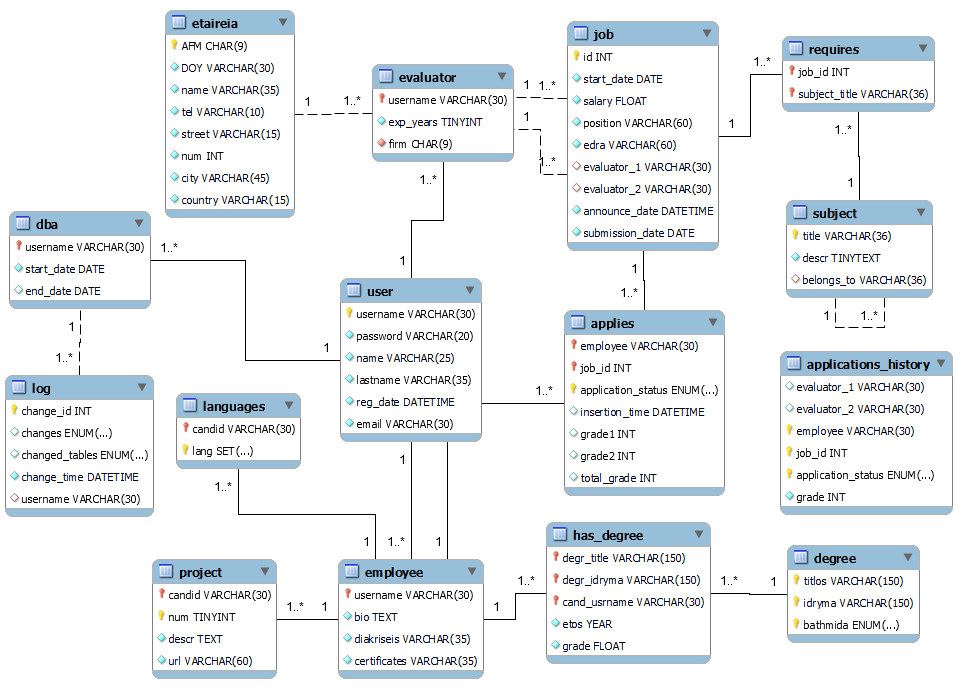 etaireia
AFM CHAR(9)
DOY VARCHAR(30)
name VARCHAR(35)
tel VARCHAR(10)
street VARCHAR(15)
num INT
city VARCHAR(45)
country VARCHAR(15)
1
1..*
evaluator
username VARCHAR(30)
exp_years TINYINT
firm CHAR(9)
1
1..*
1
1..*
job
id INT
start_date DATE
salary FLOAT
position VARCHAR(60)
edra VARCHAR(60)
evaluator_1 VARCHAR(30)
evaluator_2 VARCHAR(30)
announce_date DATETIME
submission_date DATE
1
1..*
requires
job_id INT
subject_title VARCHAR(36)
1..*
1
subject
title VARCHAR(36)
descr TINYTEXT
belongs_to VARCHAR(36)
1
1..*
dba
username VARCHAR(30)
start_date DATE
end_date DATE
1..*
1
1
1..*
log
change_id INT
changes ENUM(...)
changed_tables ENUM(...)
change_time DATETIME
username VARCHAR(30)
1..*
1
user
username VARCHAR(30)
password VARCHAR(20)
name VARCHAR(25)
lastname VARCHAR(35)
reg_date DATETIME
email VARCHAR(30)
1..*
1
1..*
applies
employee VARCHAR(30)
job_id INT
application_status ENUM(...)
insertion_time DATETIME
grade1 INT
grade2 INT
total_grade INT
applications_history
evaluator_1 VARCHAR(30)
evaluator_2 VARCHAR(30)
employee VARCHAR(30)
job_id INT
application_status ENUM(...)
grade INT
languages
candid VARCHAR(30)
lang SET(...)
1..*
1
1
1..*
1
project
candid VARCHAR(30)
num TINYINT
descr TEXT
url VARCHAR(60)
1..*
1
employee
username VARCHAR(30)
bio TEXT
diakriseis VARCHAR(35)
certificates VARCHAR(35)
1
1..*
has_degree
degr_title VARCHAR(150)
degr_idryma VARCHAR(150)
cand_usrname VARCHAR(30)
etos YEAR
grade FLOAT
1..*
1
degree
titlos VARCHAR(150)
idryma VARCHAR(150)
bathmida ENUM(...)